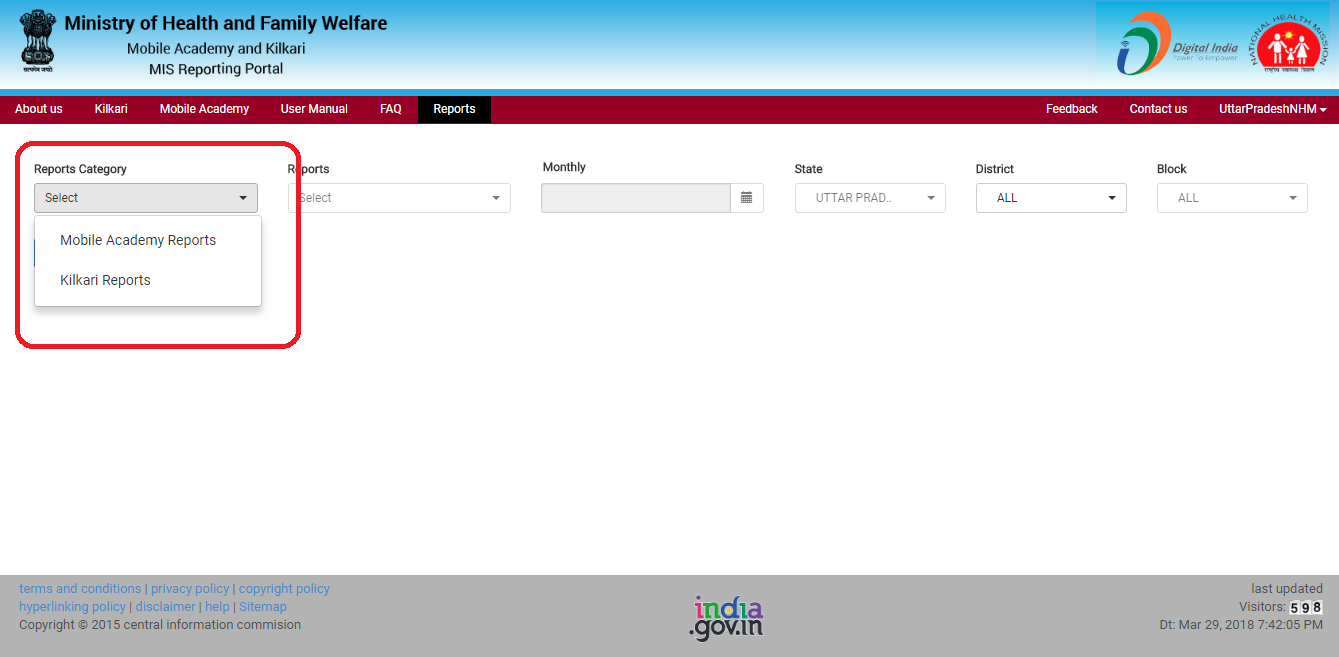 Ministry of Health and Family Welfare
Mobile Academy and Kilkari
MIS Reporting Portal
सत्यमेव जयते
Digital India
Power To Empower
NATIONAL HEALTH MISSION
राष्ट्रीय स्वास्थ्य मिशन
About us Kilkari Mobile Academy User Manual FAQ Reports Feedback Contact us UttarPradeshNHM
Reports Category Reports Monthly State District Block
Select Select UTTAR PRAD.. ALL ALL
Mobile Academy Reports
Kilkari Reports
terms and conditions | privacy policy | copyright policy
hyperlinking policy | disclaimer | help | Sitemap
Copyright © 2015 central information commision
india
.gov.in
last updated
Visitors: 598
Dt: Mar 29, 2018 7:42:05 PM